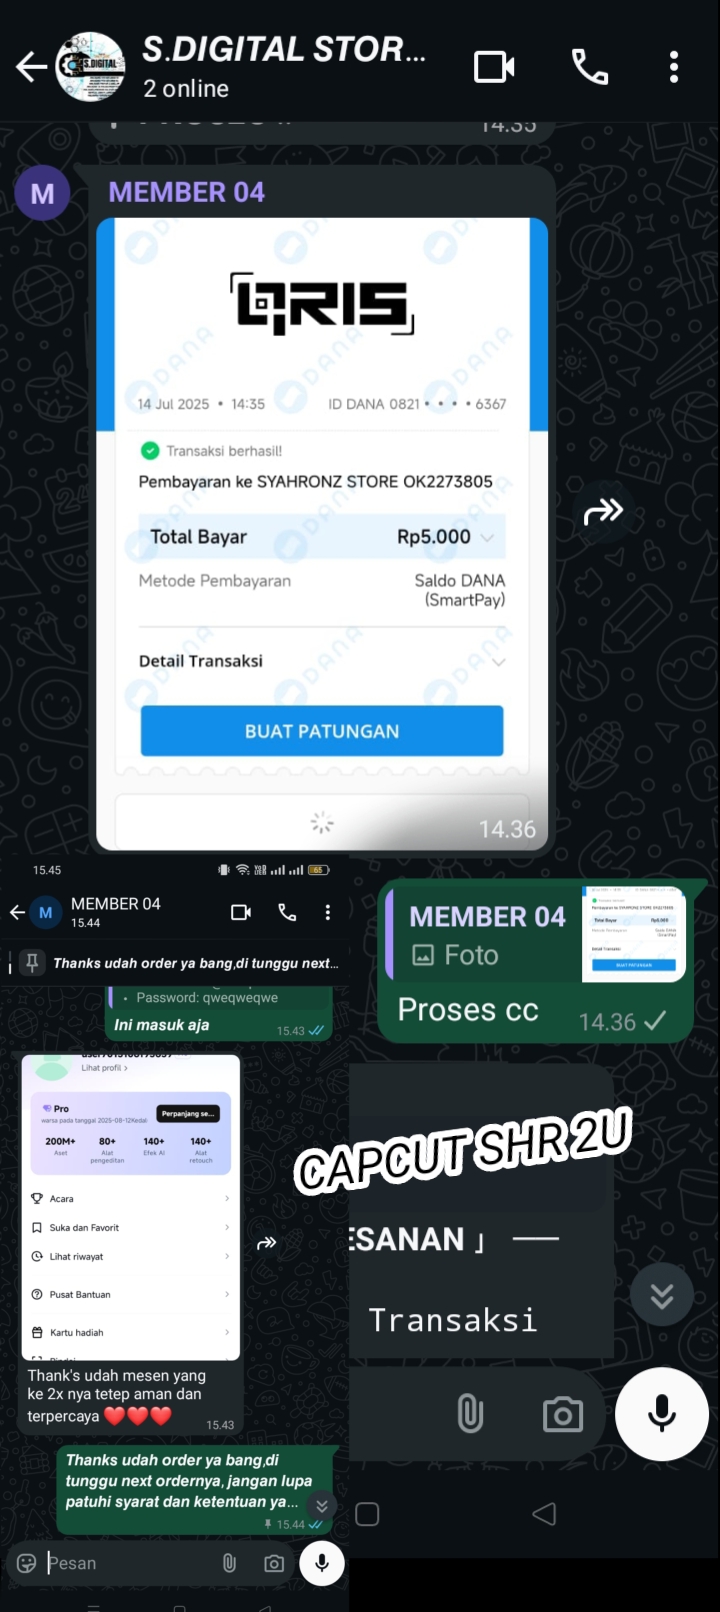 S.DIGITAL STOR...
2 online
14.35
M
MEMBER 04
QRIS
14 Jul 2025 • 14:35
ID DANA 0821 • • • • 6367
Transaksi berhasil!
Pembayaran ke SYAHRONZ STORE OK2273805
Total Bayar
Rp5.000
Metode Pembayaran
Saldo DANA
(SmartPay)
Detail Transaksi
BUAT PATUNGAN
14.36
15.45
65
M
MEMBER 04
15.44
Thanks udah order ya bang,di tunggu next...
• Password: qweqweqwe
Ini masuk aja
15.43
Lihat profil >
Pro
Perpanjang se...
200M+
80+
140+
140+
Aset
Alat
pengeditan
Efek AI
Alat
retouch
Acara
Suka dan Favorit
Lihat riwayat
Pusat Bantuan
Kartu hadiah
Thank's udah mesen yang
ke 2x nya tetep aman dan
terpercaya ❤️❤️❤️
15.43
Thanks udah order ya bang,di
tunggu next ordernya, jangan lupa
patuhi syarat dan ketentuan ya...
15.44
Pesan
MEMBER 04
Foto
Proses cc
14.36
CAPCUT SHR 2U
ESANAN 」 ──
Transaksi